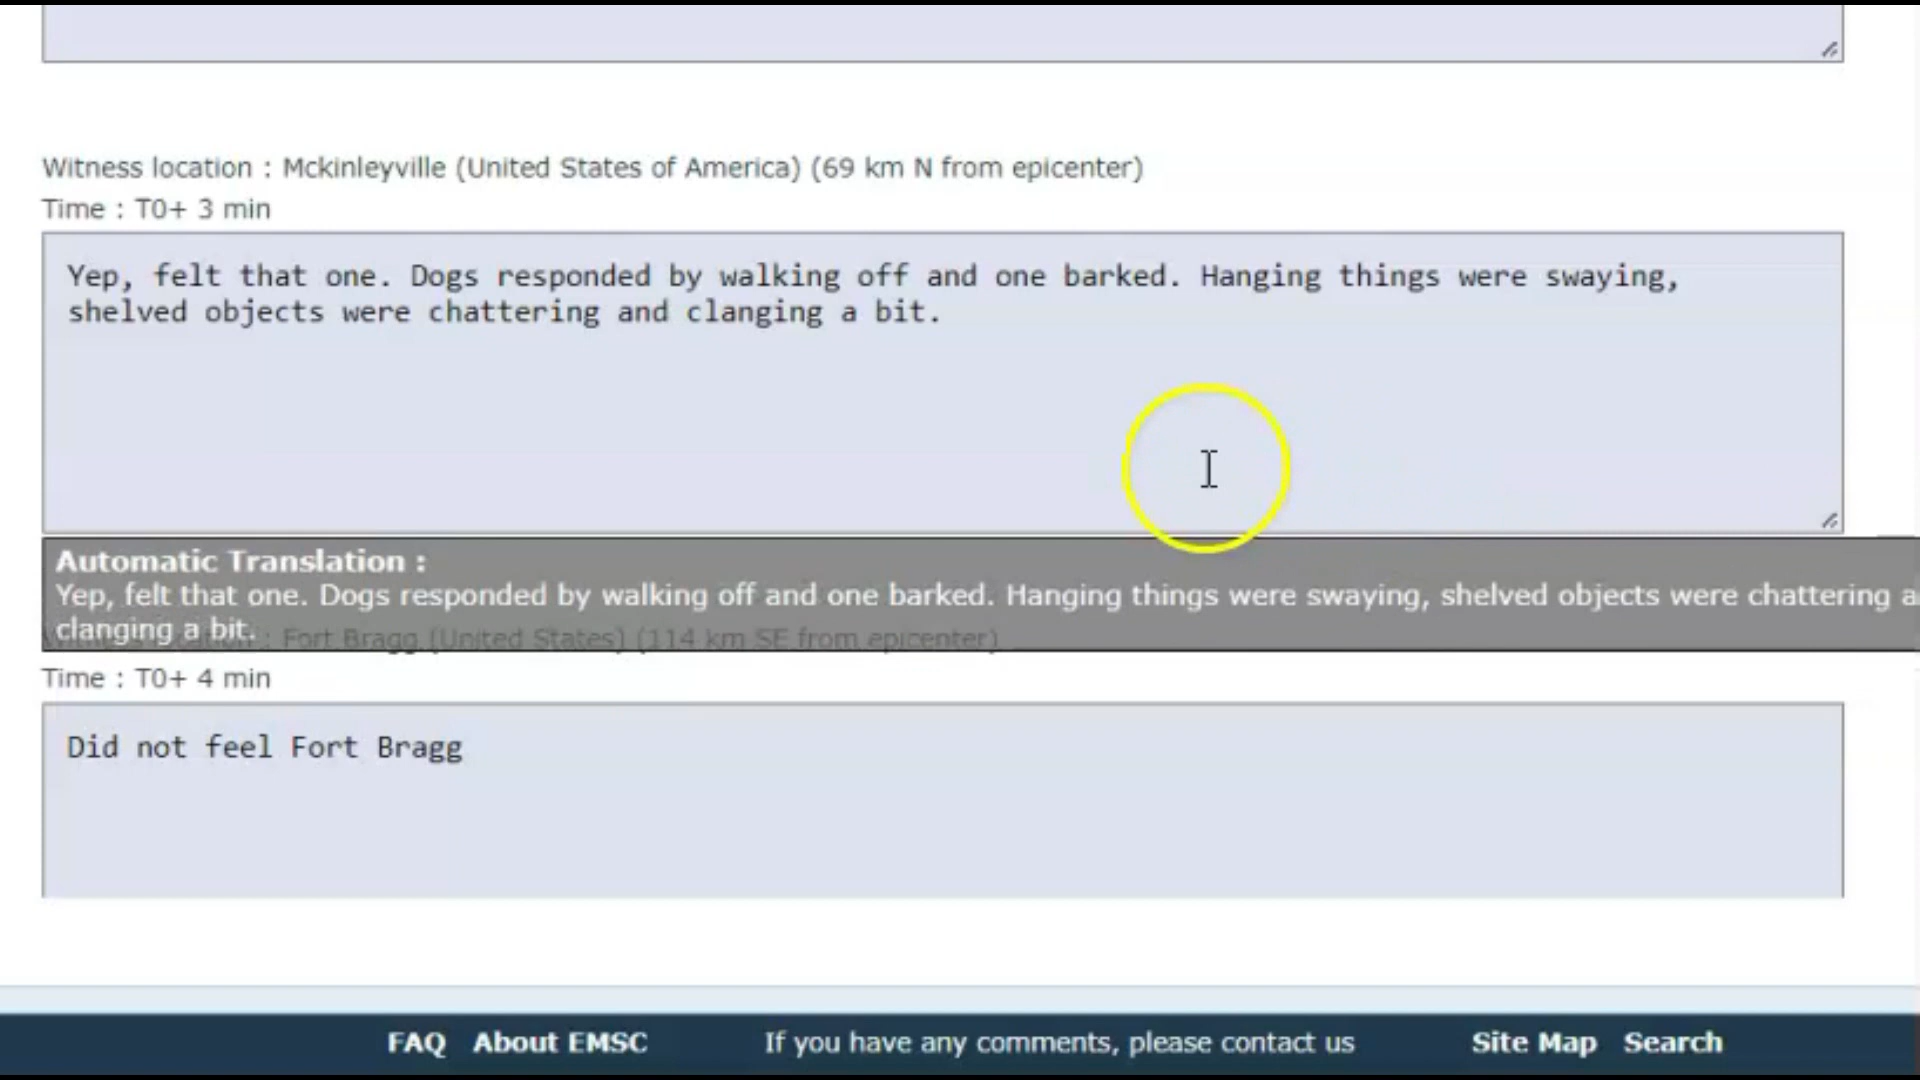 Witness location : Mckinleyville (United States of America) (69 km N from epicenter)
Time : T0+ 3 min
Yep, felt that one. Dogs responded by walking off and one barked. Hanging things were swaying,
shelved objects were chattering and clanging a bit.
Automatic Translation :
Yep, felt that one. Dogs responded by walking off and one barked. Hanging things were swaying, shelved objects were chattering a
clanging a bit.
Witness location : Fort Bragg (United States) (114 km SE from epicenter)
Time : T0+ 4 min
Did not feel Fort Bragg
FAQ About EMSC If you have any comments, please contact us Site Map Search